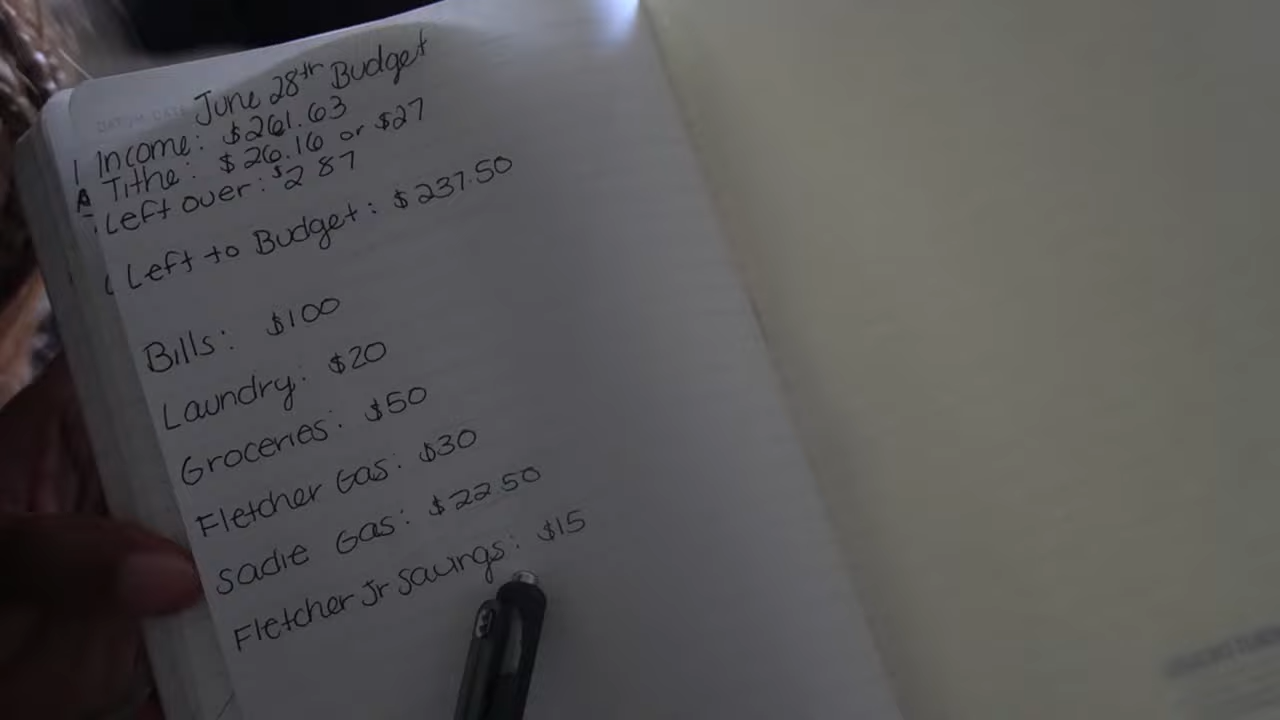 June 28th Budget
Income: $261.63
Tithe: $26.16 or $27
Left over: $2 87
Left to Budget: $237.50
Bills: $100
Laundry: $20
Groceries: $50
Fletcher Gas: $30
Sadie Gas: $22.50
Fletcher Jr Savings: $15